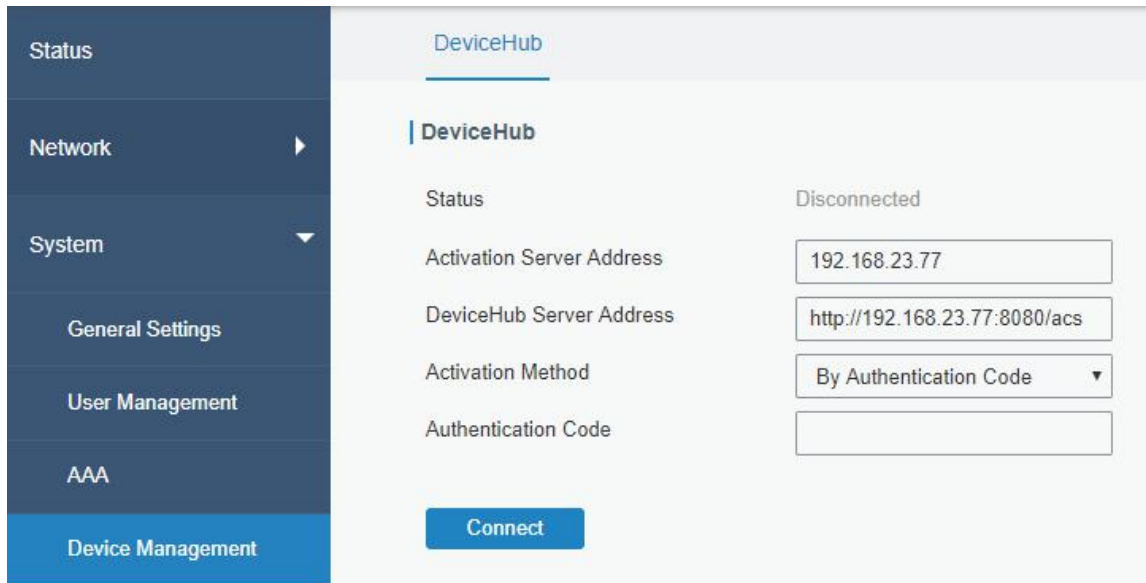 Status
Network
System
General Settings
User Management
AAA
Device Management
DeviceHub
DeviceHub
Status Disconnected
Activation Server Address 192.168.23.77
DeviceHub Server Address http://192.168.23.77:8080/acs
Activation Method By Authentication Code
Authentication Code
Connect